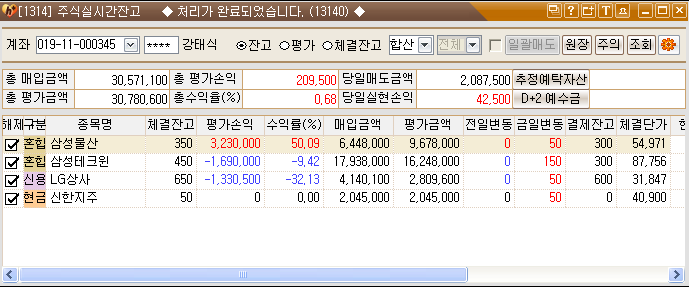 [1314] 주식실시간잔고 ◆ 처리가 완료되었습니다. (13140) ◆
계좌 019-11-000345 **** 강태식 잔고 평가 체결잔고 합산 전체 일괄매도 원장 주의 조회
총 매입금액 30,571,100 총 평가손익 209,500 당일매도금액 2,087,500 추정예탁자산
총 평가금액 30,780,600 총수익율(%) 0,68 당일실현손익 42,500 D+2 예수금
해제구분 종목명 체결잔고 평가손익 수익율(%) 매입금액 평가금액 전일변동 금일변동 결제잔고 체결단가
혼합 삼성물산 350 3,230,000 50,09 6,448,000 9,678,000 0 50 300 54,971
혼합 삼성테크윈 450 -1,690,000 -9,42 17,938,000 16,248,000 0 150 300 87,756
신용 LG상사 650 -1,330,500 -32,13 4,140,100 2,809,600 0 50 600 31,847
현금 신한지주 50 0 0,00 2,045,000 2,045,000 0 50 0 40,900